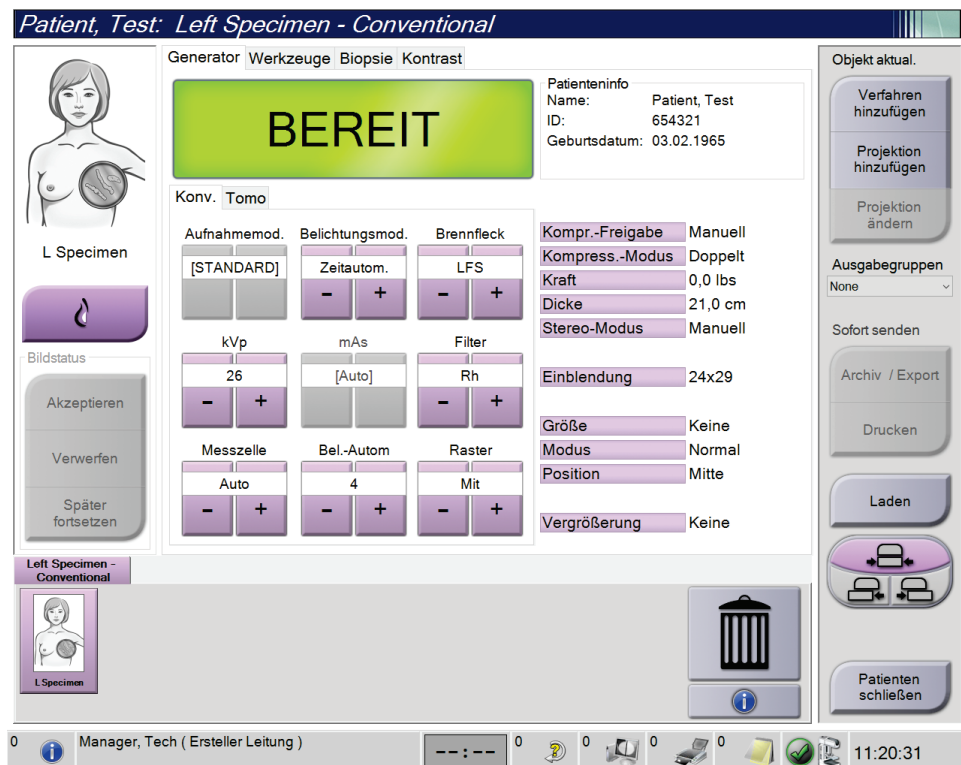 Patient, Test: Left Specimen - Conventional
L Specimen
Bildstatus
Akzeptieren
Verwerfen
Später
fortsetzen
Generator Werkzeuge Biopsie Kontrast
BEREIT
Patienteninfo
Name: Patient, Test
ID: 654321
Geburtsdatum: 03.02.1965
Konv. Tomo
Aufnahmemod. Belichtungsmod. Brennfleck
[STANDARD] Zeitautom. LFS
- + - +
kVp mAs Filter
26 [Auto] Rh
- + - +
Messzelle Bel.-Autom Raster
Auto 4 Mit
- + - + - +
Kompr.-Freigabe Manuell
Kompress.-Modus Doppelt
Kraft 0,0 lbs
Dicke 21,0 cm
Stereo-Modus Manuell
Einblendung 24x29
Größe Keine
Modus Normal
Position Mitte
Vergrößerung Keine
Objekt aktual.
Verfahren
hinzufügen
Projektion
hinzufügen
Projektion
ändern
Ausgabegruppen
None
Sofort senden
Archiv / Export
Drucken
Laden
Patienten
schließen
Left Specimen -
Conventional
L Specimen
0 Manager, Tech ( Ersteller Leitung ) --:-- 0 0 0 0 11:20:31